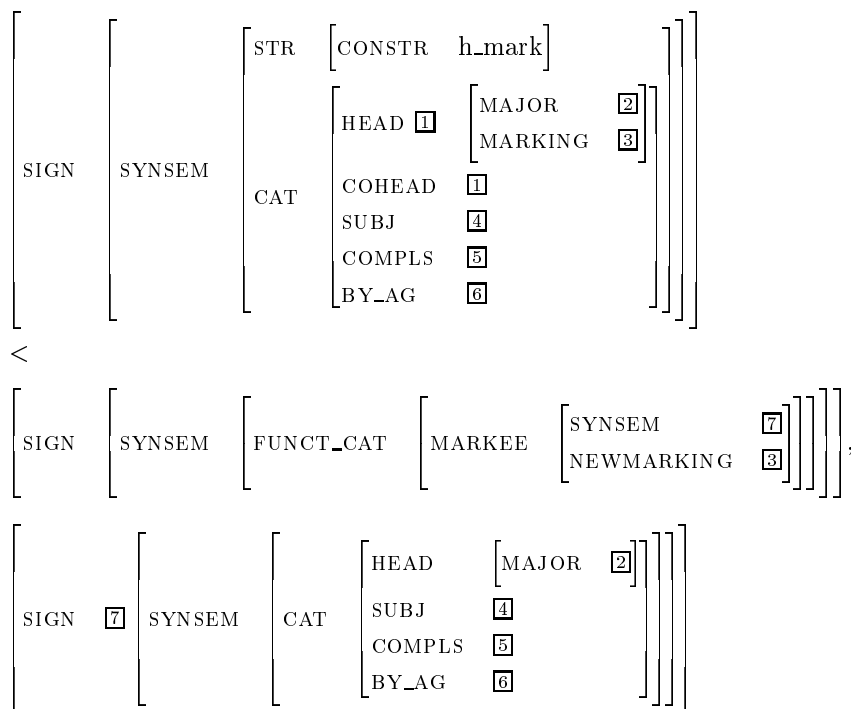 STR [CONSTR h_mark]
HEAD 1 [MAJOR 2
MARKING 3]
SIGN [SYNSEM [CAT
COHEAD 1
SUBJ 4
COMPLS 5
BY_AG 6
<
SIGN [SYNSEM [FUNCT_CAT [MARKEE [SYNSEM 7
NEWMARKING 3]]]]],
HEAD [MAJOR 2]
SIGN 7 [SYNSEM [CAT [SUBJ 4
COMPLS 5
BY_AG 6